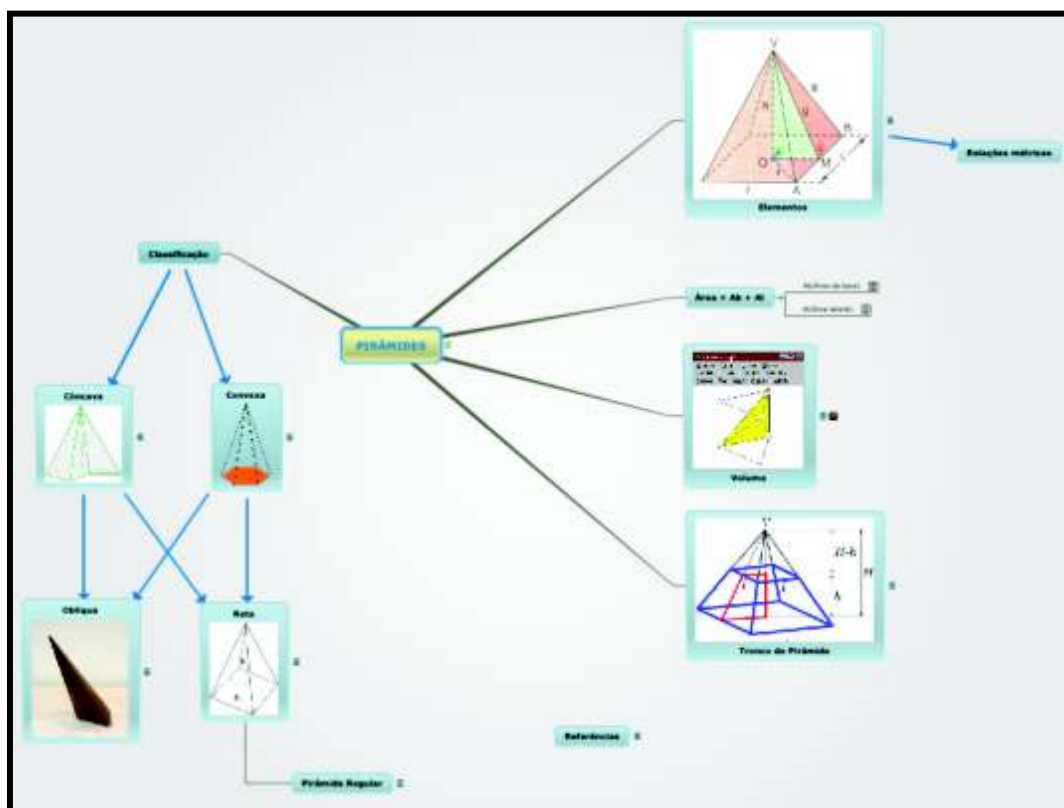 V
h
g
O
M
A
Elementos
Relações métricas
Classificação
Área = Ab + Al
PIRÂMIDES
Côncava
Convexa
Volume
V
H-h
H
h
Tronco de Pirâmide
Oblíqua
Reta
Referências
Pirâmide Regular